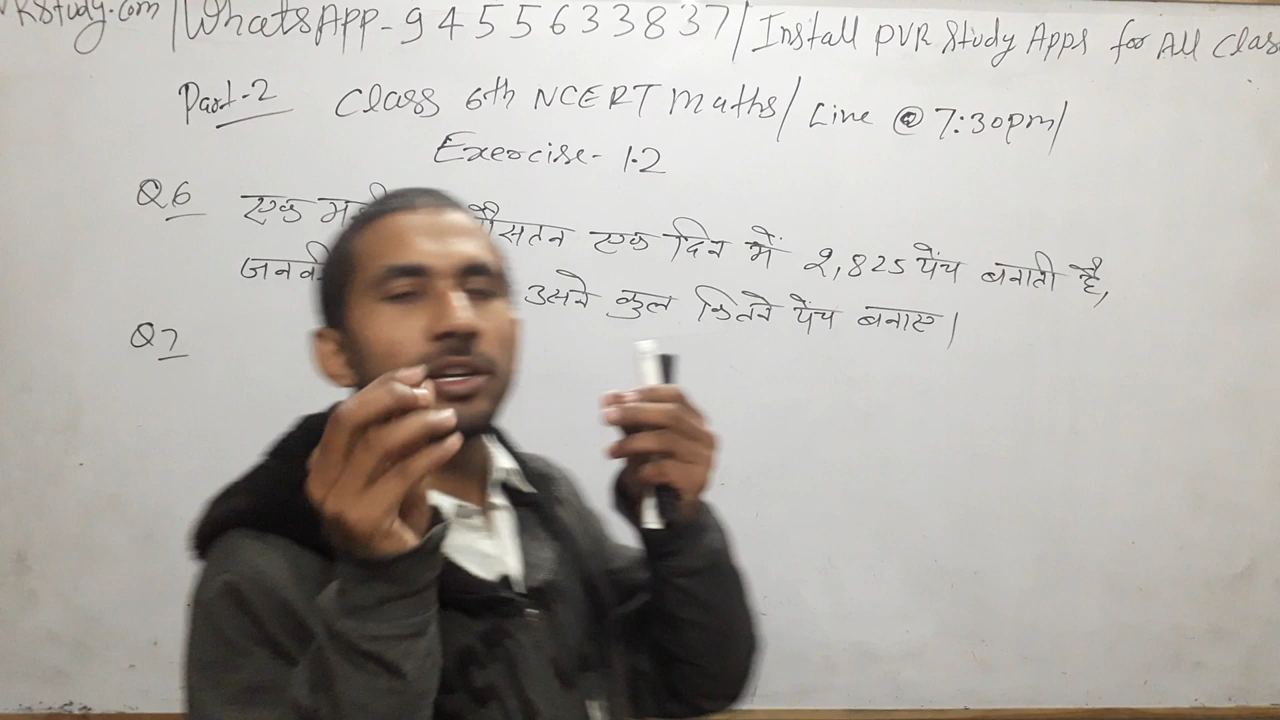 Study.com /WhatsApp-9455633837/Install PVR Study Apps for All Clas
Part-2 Class 6th NCERT Maths/ Live @ 7:30pm/
Exercise- 1.2
Q6 एक औसतन एक दिन में 2,825 पेंच बनाती है,
उसने कुल कितने पेंच बनाए।
Q7